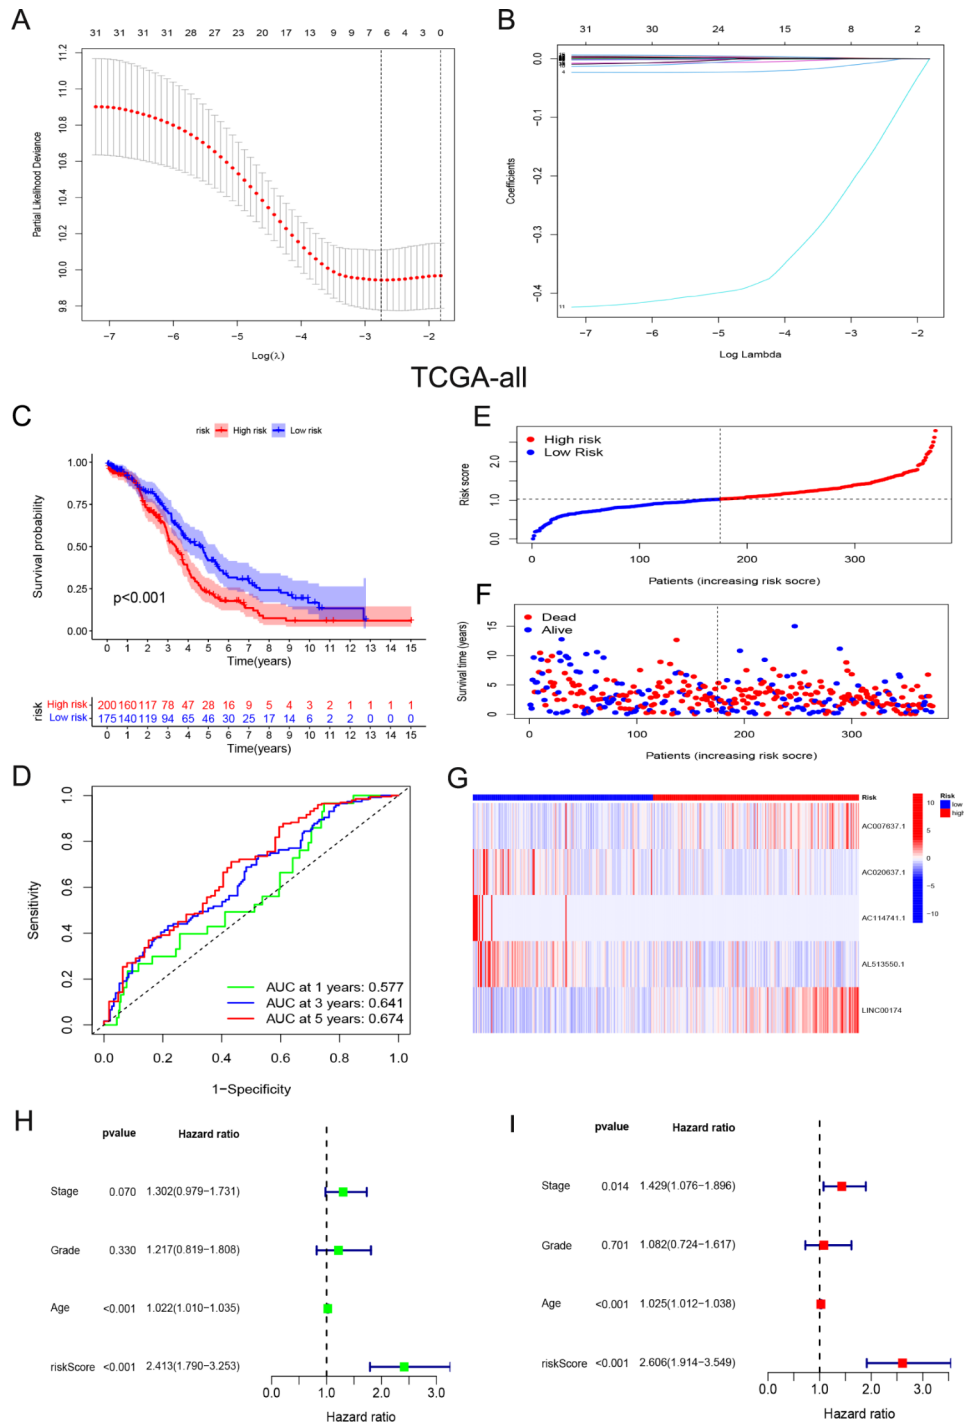 A
31 31 31 31 28 27 23 20 17 13 9 9 7 6 4 3 0
Partial Likelihood Deviance
11.2
11.0
10.8
10.6
10.4
10.2
10.0
9.8
−7 −6 −5 −4 −3 −2
Log(λ)
B
31 30 24 15 8 2
Coefficients
0.0
−0.1
−0.2
−0.3
−0.4
4
11
−7 −6 −5 −4 −3 −2
Log Lambda
TCGA-all
C
risk High risk Low risk
Survival probability
1.00
0.75
0.50
0.25
0.00
p<0.001
0 1 2 3 4 5 6 7 8 9 10 11 12 13 14 15
Time(years)
risk
High risk 200 160 117 78 47 28 16 9 5 4 3 2 1 1 1 1
Low risk 175 140 119 94 65 46 30 25 17 14 6 2 2 0 0 0
0 1 2 3 4 5 6 7 8 9 10 11 12 13 14 15
Time(years)
D
Sensitivity
1.0
0.8
0.6
0.4
0.2
0.0
AUC at 1 years: 0.577
AUC at 3 years: 0.641
AUC at 5 years: 0.674
0.0 0.2 0.4 0.6 0.8 1.0
1−Specificity
E
High risk
Low Risk
Risk score
2.0
1.0
0.0
0 100 200 300
Patients (increasing risk socre)
F
Dead
Alive
Survival time (years)
15
10
5
0
0 100 200 300
Patients (increasing risk socre)
G
Risk
AC007637.1
AC020637.1
AC114741.1
AL513550.1
LINC00174
10
5
0
−5
−10
Risk
low
high
H
pvalue Hazard ratio
Stage 0.070 1.302(0.979−1.731)
Grade 0.330 1.217(0.819−1.808)
Age <0.001 1.022(1.010−1.035)
riskScore <0.001 2.413(1.790−3.253)
0.0 1.0 2.0 3.0
Hazard ratio
I
pvalue Hazard ratio
Stage 0.014 1.429(1.076−1.896)
Grade 0.701 1.082(0.724−1.617)
Age <0.001 1.025(1.012−1.038)
riskScore <0.001 2.606(1.914−3.549)
0.0 1.0 2.0 3.0
Hazard ratio